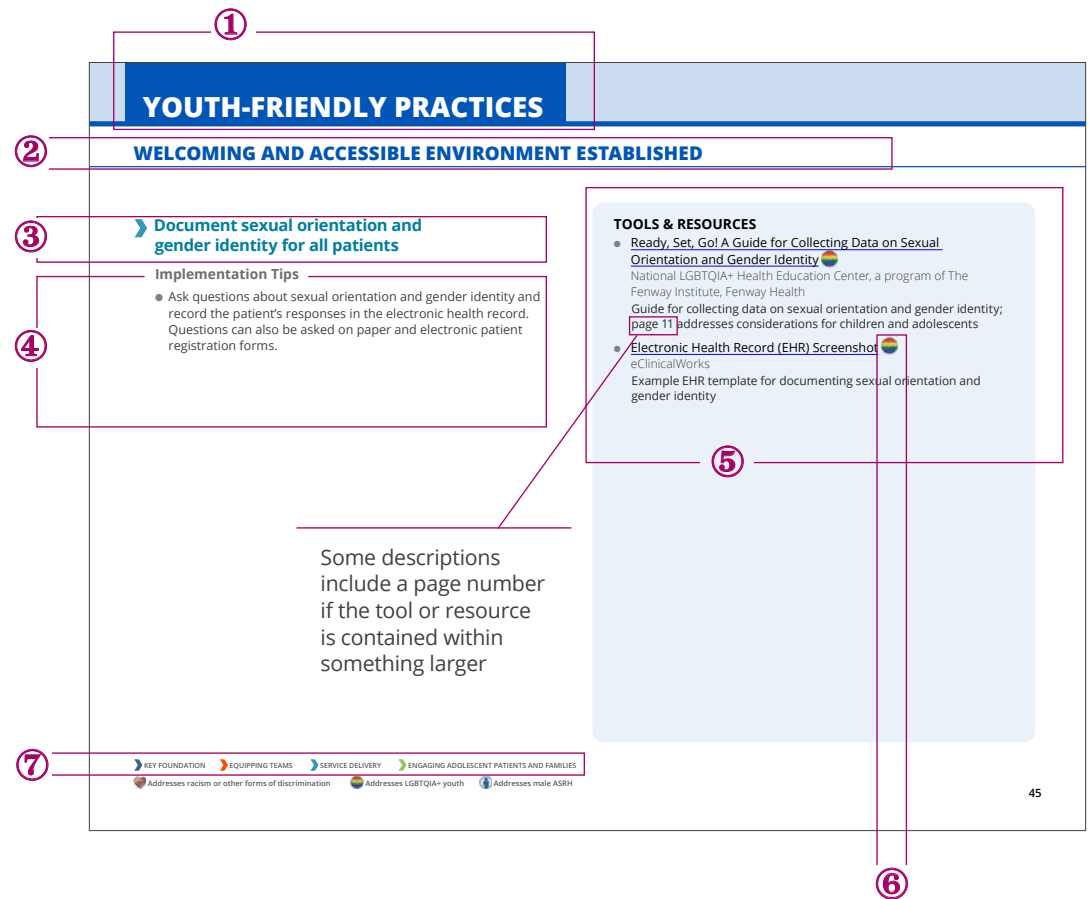 ①
YOUTH-FRIENDLY PRACTICES
②
WELCOMING AND ACCESSIBLE ENVIRONMENT ESTABLISHED
③
Document sexual orientation and
gender identity for all patients
④
Implementation Tips
● Ask questions about sexual orientation and gender identity and
record the patient’s responses in the electronic health record.
Questions can also be asked on paper and electronic patient
registration forms.
TOOLS & RESOURCES
● Ready, Set, Go! A Guide for Collecting Data on Sexual
Orientation and Gender Identity
National LGBTQIA+ Health Education Center, a program of The
Fenway Institute, Fenway Health
Guide for collecting data on sexual orientation and gender identity;
page 11 addresses considerations for children and adolescents
● Electronic Health Record (EHR) Screenshot
eClinicalWorks
Example EHR template for documenting sexual orientation and
gender identity
⑤
Some descriptions
include a page number
if the tool or resource
is contained within
something larger
⑦
KEY FOUNDATION EQUIPPING TEAMS SERVICE DELIVERY ENGAGING ADOLESCENT PATIENTS AND FAMILIES
Addresses racism or other forms of discrimination Addresses LGBTQIA+ youth Addresses male ASRH
45
⑥